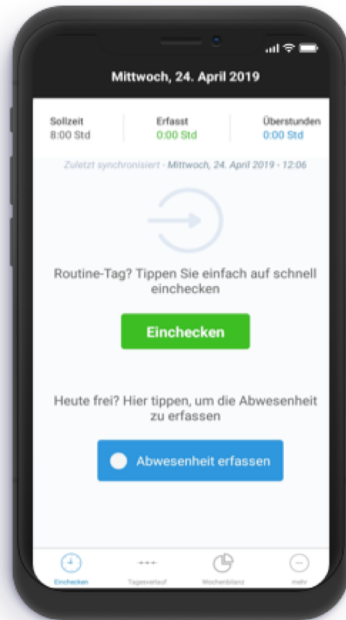 Mittwoch, 24. April 2019
Sollzeit Erfasst Überstunden
8:00 Std 0:00 Std 0:00 Std
Zuletzt synchronisiert - Mittwoch, 24. April 2019 - 12:06
Routine-Tag? Tippen Sie einfach auf schnell
einchecken
Einchecken
Heute frei? Hier tippen, um die Abwesenheit
zu erfassen
Abwesenheit erfassen
Einchecken Tagesverlauf Wochenbilanz mehr